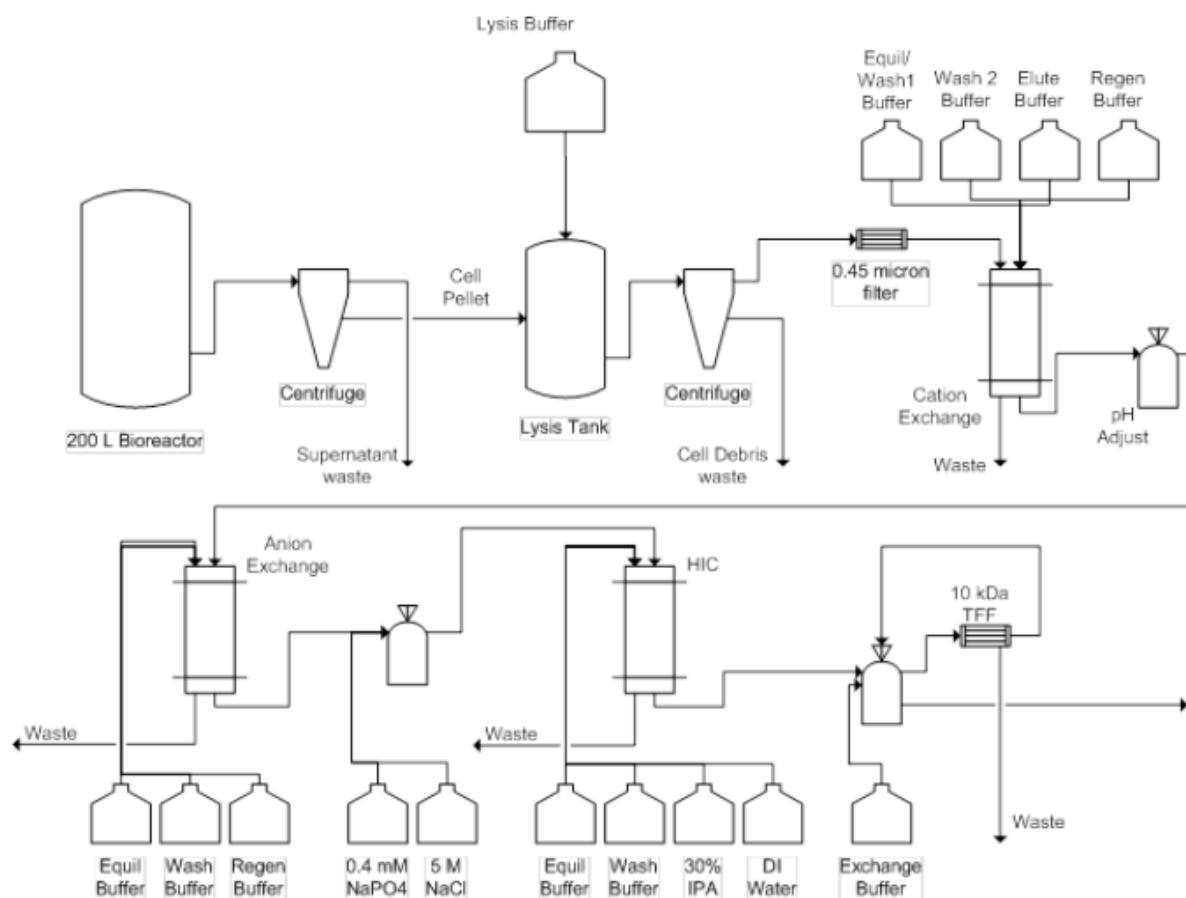 Lysis Buffer
Equil/
Wash1
Buffer
Wash 2
Buffer
Elute
Buffer
Regen
Buffer
Cell
Pellet
0.45 micron
filter
Centrifuge
Centrifuge
Cation
Exchange
pH
Adjust
200 L Bioreactor
Lysis Tank
Supernatant
waste
Cell Debris
waste
Waste
Anion
Exchange
HIC
10 kDa
TFF
Waste
Waste
Waste
Equil
Buffer
Wash
Buffer
Regen
Buffer
0.4 mM
NaPO4
5 M
NaCl
Equil
Buffer
Wash
Buffer
30%
IPA
DI
Water
Exchange
Buffer